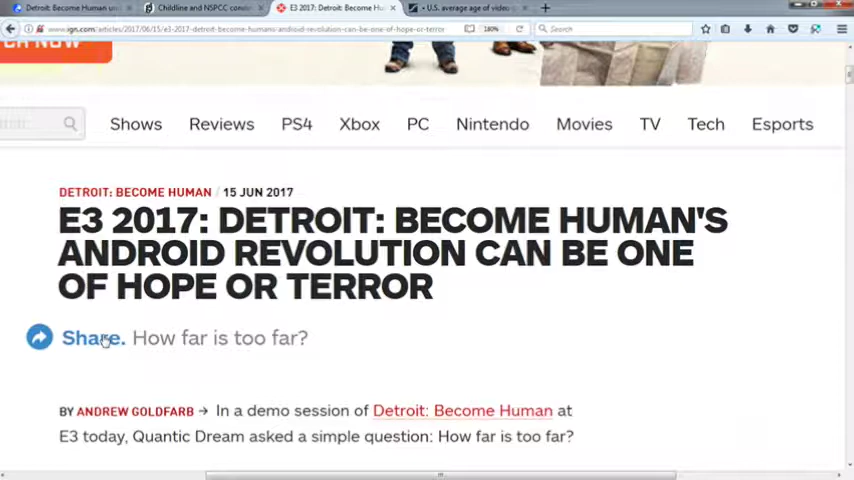 Detroit: Become Human un
Childline and NSPCC conde
E3 2017: Detroit: Become Hu
U.S. average age of video g
www.ign.com/articles/2017/06/15/e3-2017-detroit-become-humans-android-revolution-can-be-one-of-hope-or-terror
180%
Search
CH NOW
Shows Reviews PS4 Xbox PC Nintendo Movies TV Tech Esports
DETROIT: BECOME HUMAN / 15 JUN 2017
E3 2017: DETROIT: BECOME HUMAN'S
ANDROID REVOLUTION CAN BE ONE
OF HOPE OR TERROR
Share. How far is too far?
BY ANDREW GOLDFARB → In a demo session of Detroit: Become Human at
E3 today, Quantic Dream asked a simple question: How far is too far?